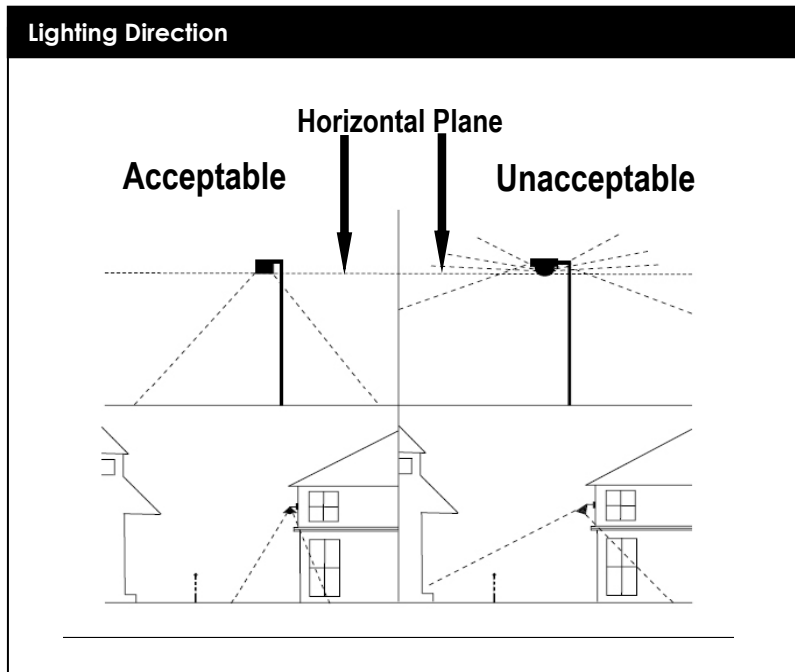 Lighting Direction
Horizontal Plane
Acceptable
Unacceptable